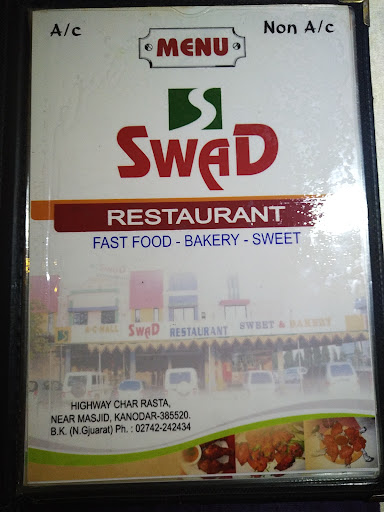 A/c
Non A/c
MENU
S
SWAD
RESTAURANT
FAST FOOD - BAKERY - SWEET
SWAD RESTAURANT SWEET & BAKERY
HIGHWAY CHAR RASTA,
NEAR MASJID, KANODAR-385520.
B.K. (N.Gjuarat) Ph. : 02742-242434